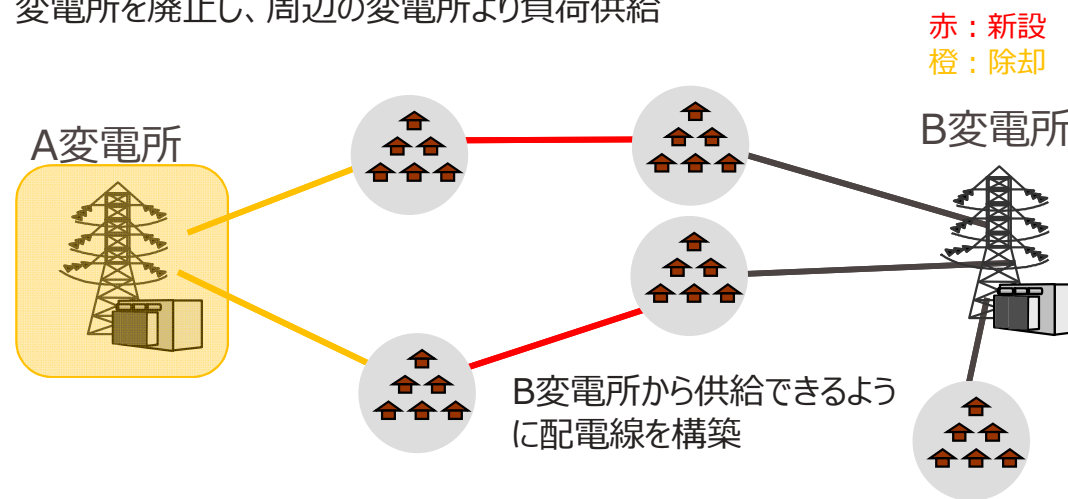 変電所を廃止し、周辺の変電所より負荷供給
赤：新設
橙：除却
A変電所
B変電所
B変電所から供給できるよう
に配電線を構築